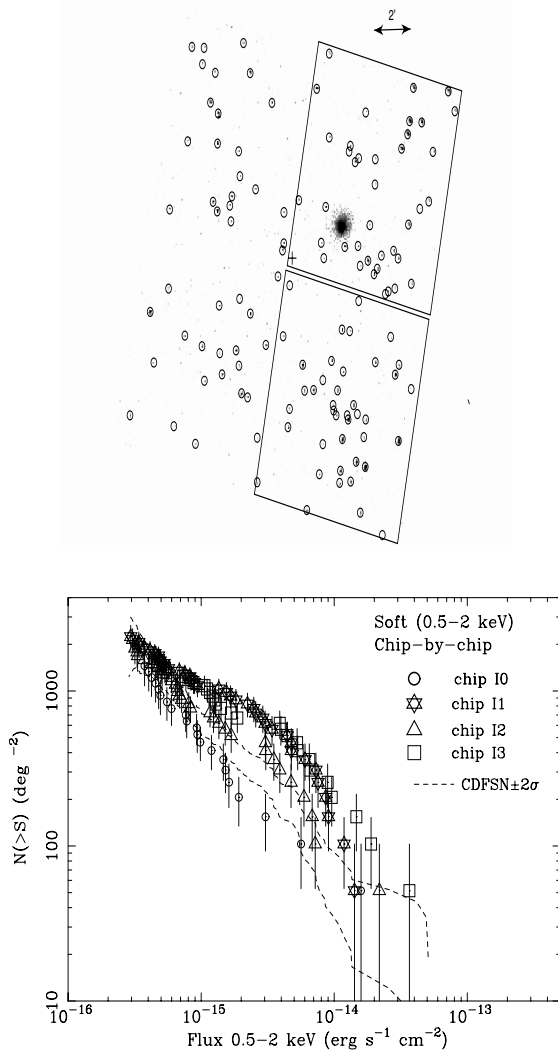 2'
Soft (0.5-2 keV)
Chip-by-chip
chip I0
chip I1
chip I2
chip I3
CDFSN±2σ
N(>S) (deg⁻²)
1000
100
10
10⁻¹⁶
10⁻¹⁵
10⁻¹⁴
10⁻¹³
Flux 0.5-2 keV (erg s⁻¹ cm⁻²)